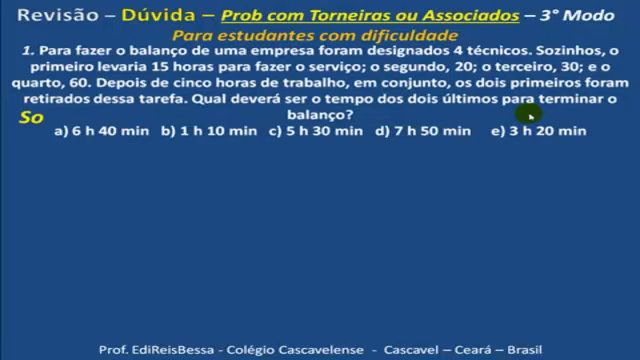 Revisão – Dúvida – Prob com Torneiras ou Associados – 3° Modo
Para estudantes com dificuldade
1. Para fazer o balanço de uma empresa foram designados 4 técnicos. Sozinhos, o
primeiro levaria 15 horas para fazer o serviço; o segundo, 20; o terceiro, 30; e o
quarto, 60. Depois de cinco horas de trabalho, em conjunto, os dois primeiros foram
retirados dessa tarefa. Qual deverá ser o tempo dos dois últimos para terminar o
balanço?
So
a) 6 h 40 min b) 1 h 10 min c) 5 h 30 min d) 7 h 50 min e) 3 h 20 min
Prof. EdiReisBessa - Colégio Cascavelense - Cascavel – Ceará – Brasil